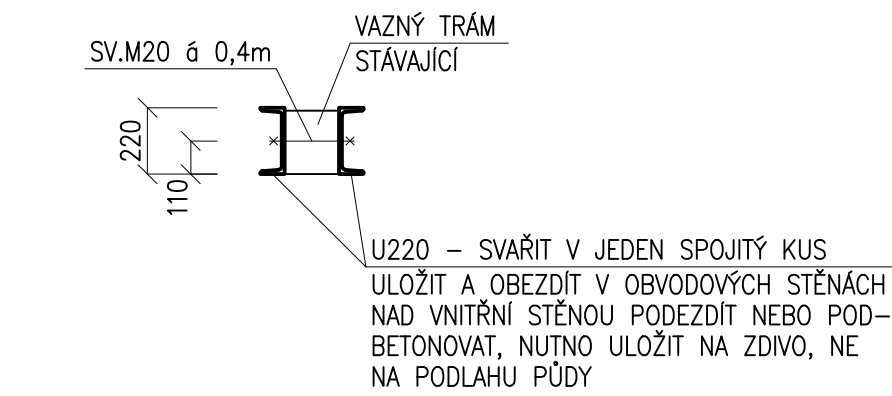 VAZNÝ TRÁM
SV.M20 á 0,4m
STÁVAJÍCÍ
220
110
U220 – SVAŘIT V JEDEN SPOJITÝ KUS
ULOŽIT A OBEZDÍT V OBVODOVÝCH STĚNÁCH
NAD VNITŘNÍ STĚNOU PODEZDÍT NEBO POD–
BETONOVAT, NUTNO ULOŽIT NA ZDIVO, NE
NA PODLAHU PŮDY